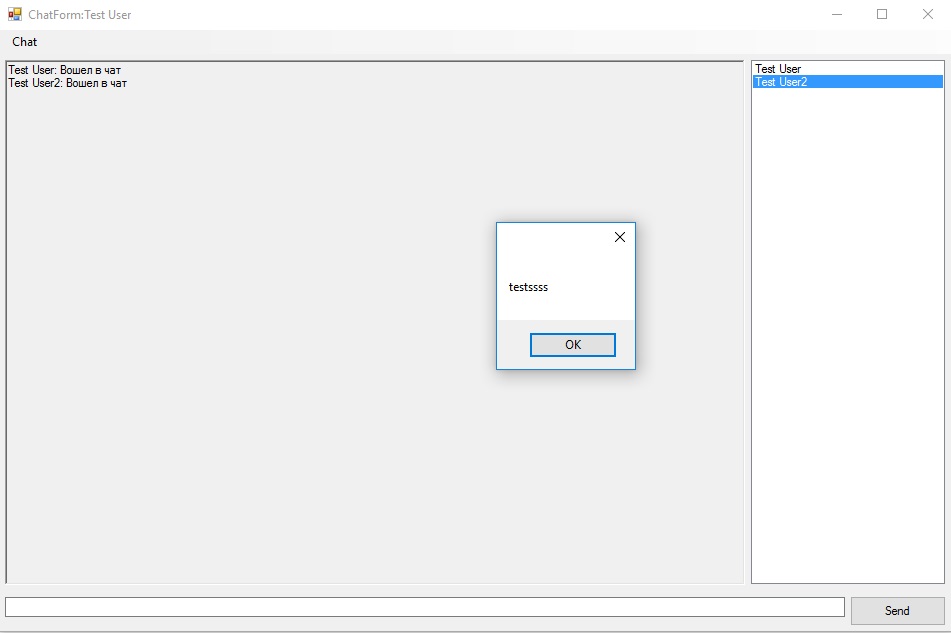 ChatForm:Test User
Chat
Test User: Вошел в чат
Test User2: Вошел в чат
Test User
Test User2
testssss
OK
Send